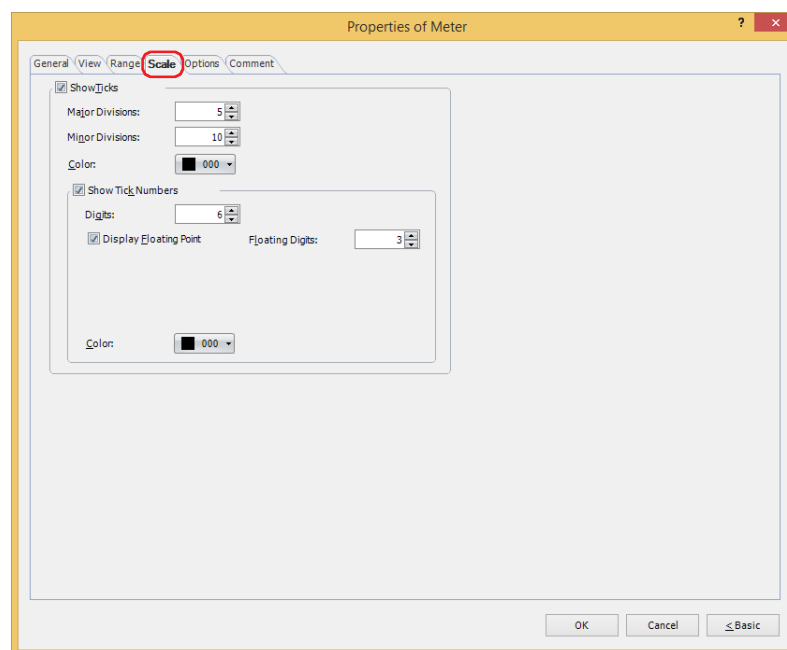 Properties of Meter ? ×
General View Range Scale Options Comment
Show Ticks
Major Divisions: 5
Minor Divisions: 10
Color: 000
Show Tick Numbers
Digits: 6
Display Floating Point Floating Digits: 3
Color: 000
OK Cancel < Basic